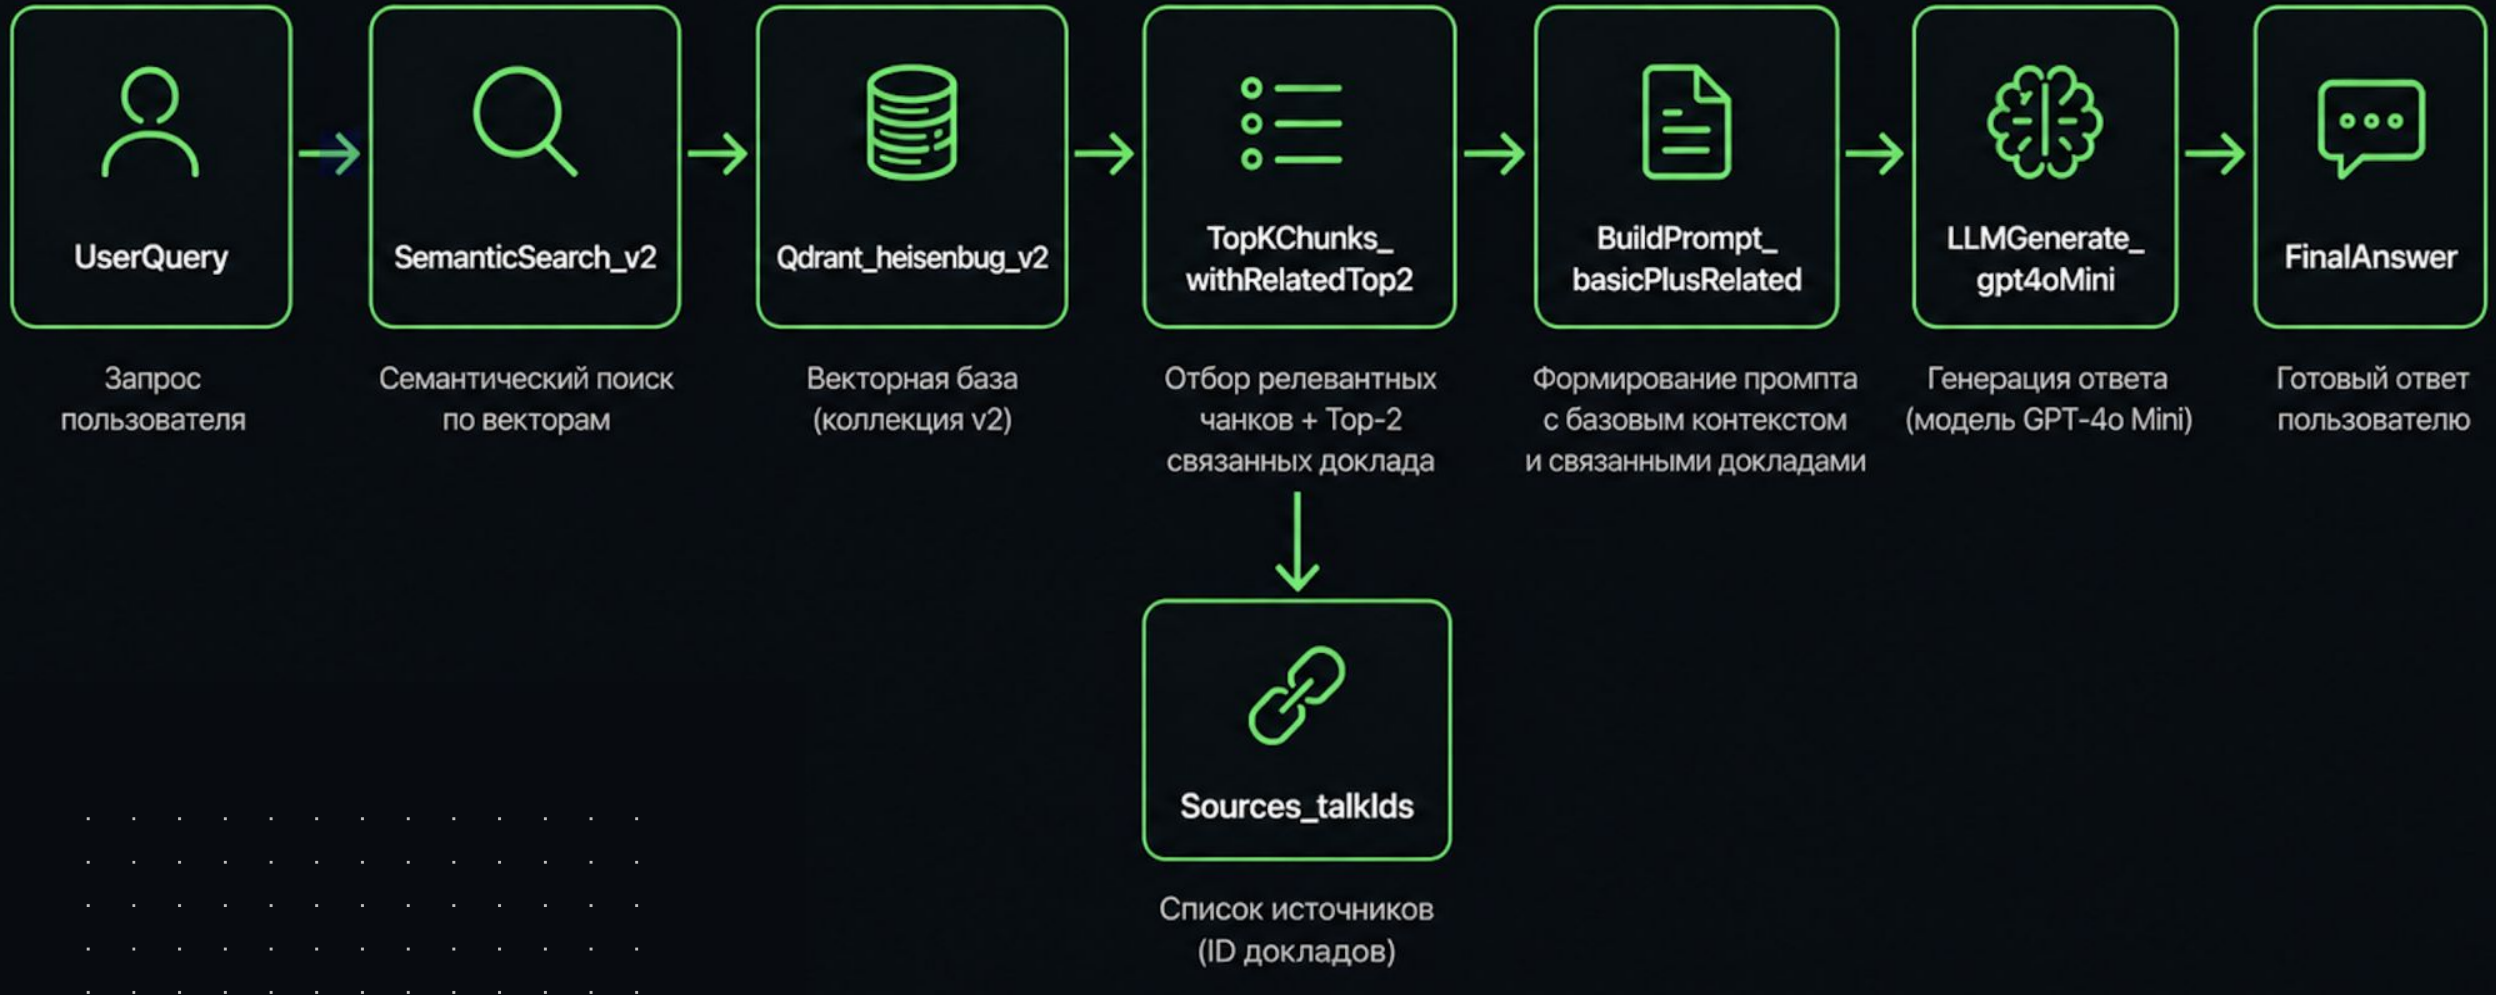 UserQuery
Запрос
пользователя
SemanticSearch_v2
Семантический поиск
по векторам
Qdrant_heisenbug_v2
Векторная база
(коллекция v2)
TopKChunks_
withRelatedTop2
Отбор релевантных
чанков + Top-2
связанных доклада
BuildPrompt_
basicPlusRelated
Формирование промпта
с базовым контекстом
и связанными докладами
LLMGenerate_
gpt4oMini
Генерация ответа
(модель GPT-4o Mini)
FinalAnswer
Готовый ответ
пользователю
Sources_talkIds
Список источников
(ID докладов)